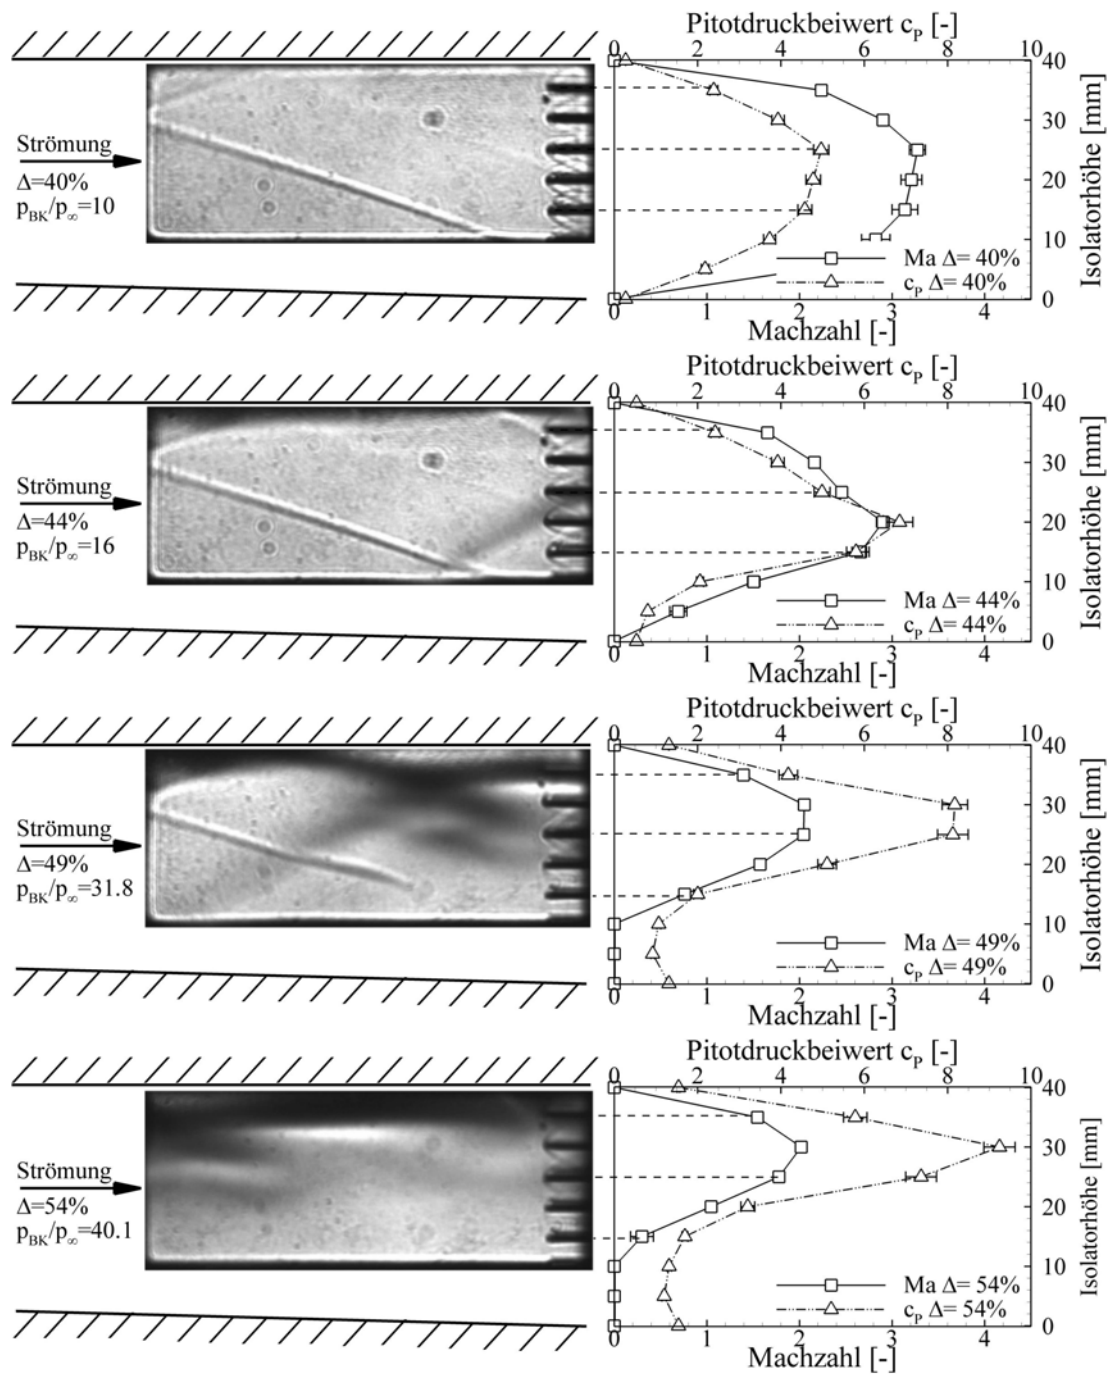 Pitotdruckbeiwert c_P [-]
0 2 4 6 8 10
Strömung
Δ=40%
p_BK/p_∞=10
40
30
20
10
0
Isolatorhöhe [mm]
Ma Δ= 40%
c_P Δ= 40%
0 1 2 3 4
Machzahl [-]
Pitotdruckbeiwert c_P [-]
0 2 4 6 8 10
Strömung
Δ=44%
p_BK/p_∞=16
40
30
20
10
0
Isolatorhöhe [mm]
Ma Δ= 44%
c_P Δ= 44%
0 1 2 3 4
Machzahl [-]
Pitotdruckbeiwert c_P [-]
0 2 4 6 8 10
Strömung
Δ=49%
p_BK/p_∞=31.8
40
30
20
10
0
Isolatorhöhe [mm]
Ma Δ= 49%
c_P Δ= 49%
0 1 2 3 4
Machzahl [-]
Pitotdruckbeiwert c_P [-]
0 2 4 6 8 10
Strömung
Δ=54%
p_BK/p_∞=40.1
40
30
20
10
0
Isolatorhöhe [mm]
Ma Δ= 54%
c_P Δ= 54%
0 1 2 3 4
Machzahl [-]